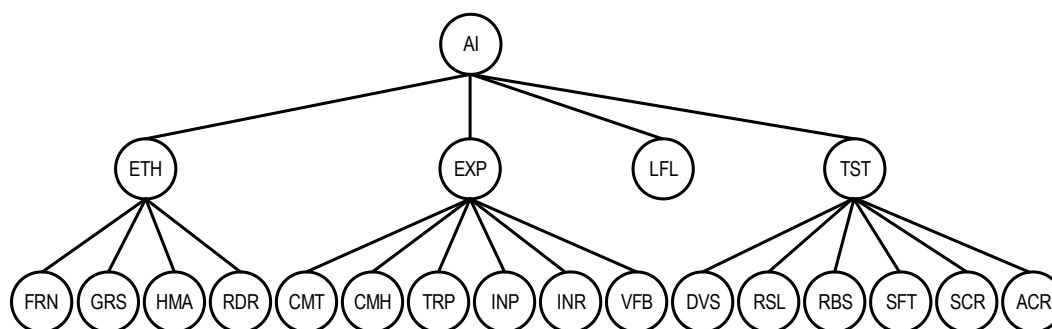 AI
ETH EXP LFL TST
FRN GRS HMA RDR CMT CMH TRP INP INR VFB DVS RSL RBS SFT SCR ACR